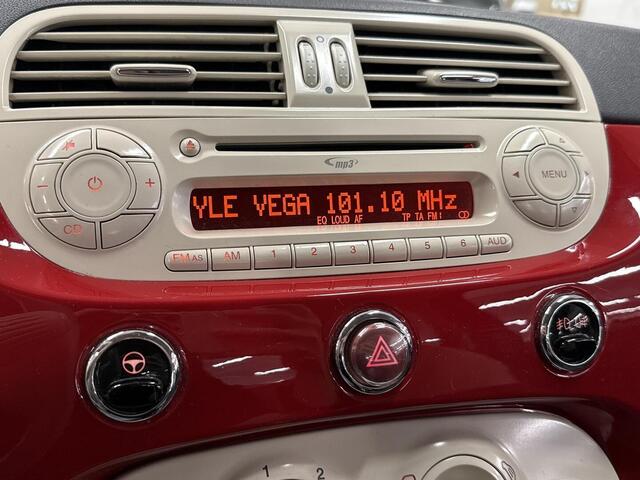 mp3
MENU
CD
YLE VEGA 101.10 MHz
EQ LOUD AF TP TA FM1 CD
FM AS AM 1 2 3 4 5 6 AUD
1 2